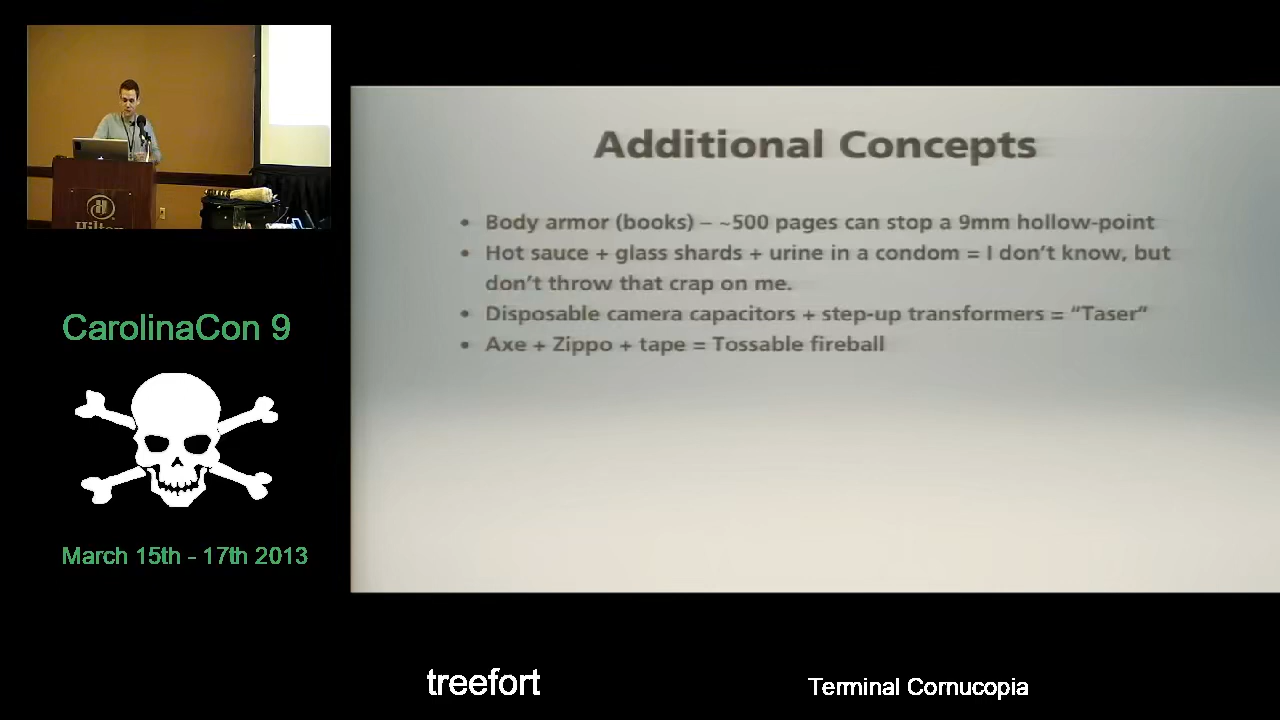 Additional Concepts
• Body armor (books) – ~500 pages can stop a 9mm hollow-point
• Hot sauce + glass shards + urine in a condom = I don't know, but
don't throw that crap on me.
• Disposable camera capacitors + step-up transformers = “Taser”
• Axe + Zippo + tape = Tossable fireball
Hilton
CarolinaCon 9
March 15th - 17th 2013
treefort
Terminal Cornucopia